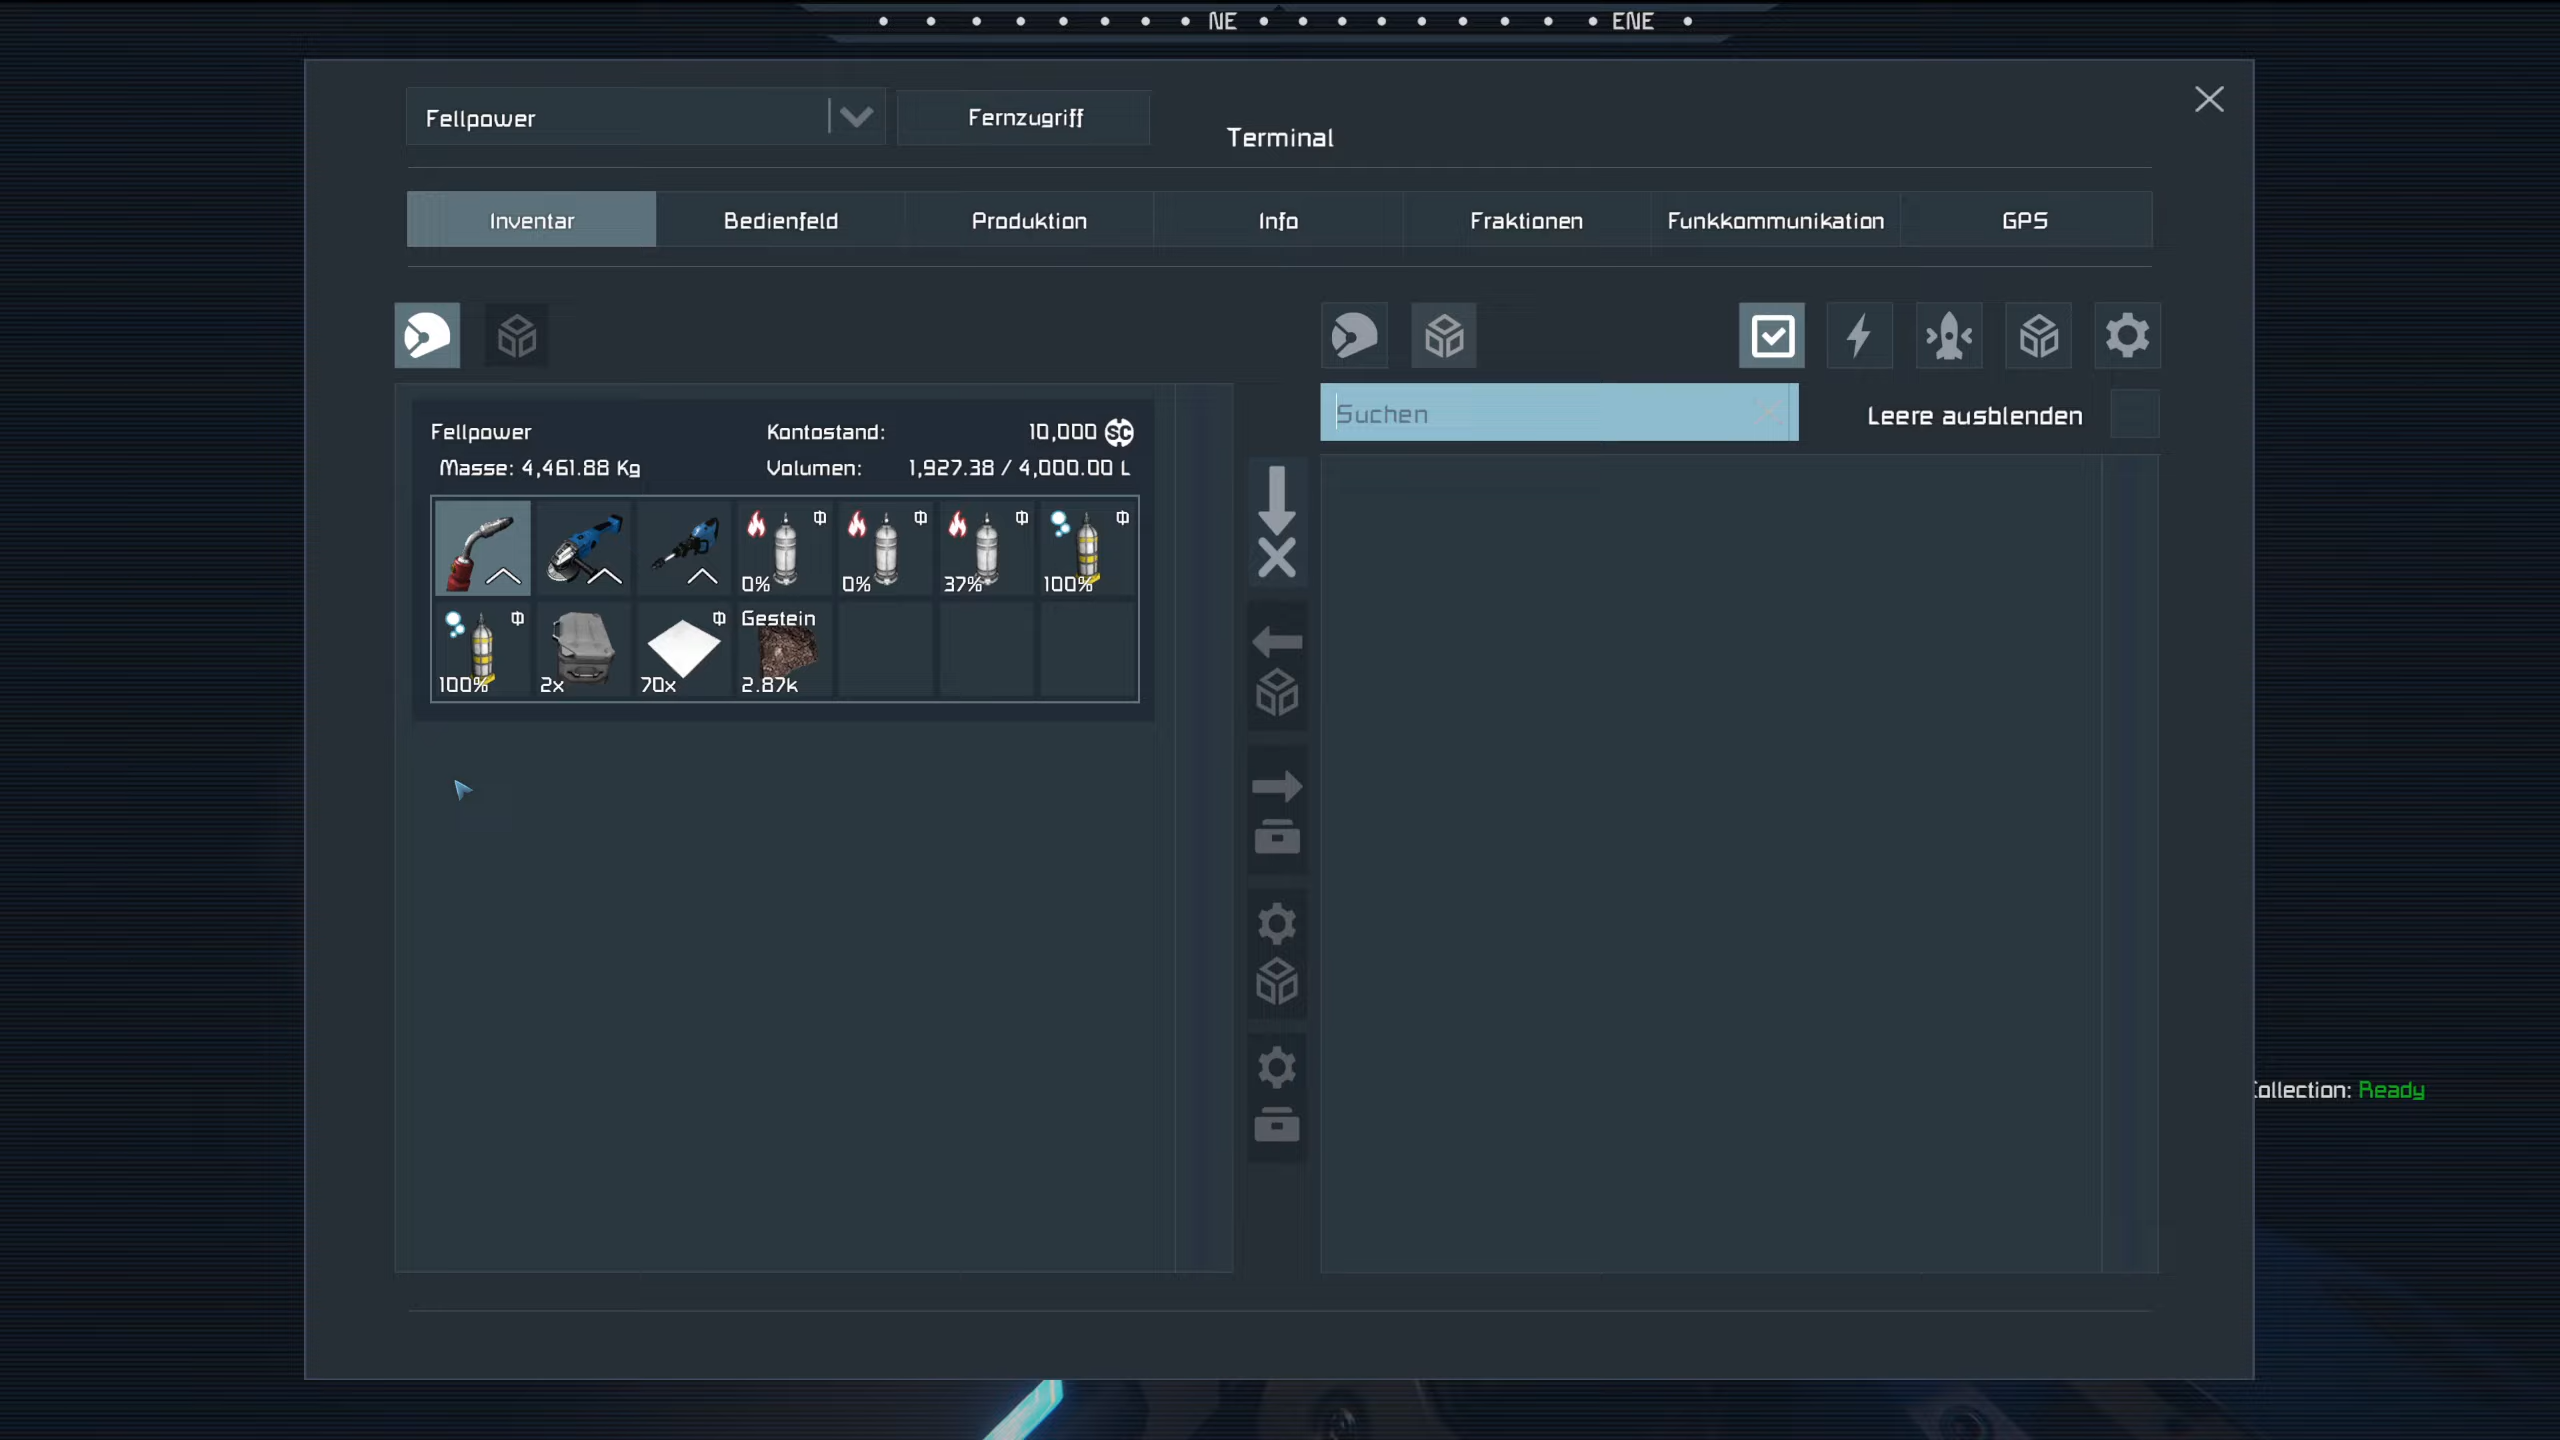 NE ENE
Fellpower
Fernzugriff
Terminal
Inventar Bedienfeld Produktion Info Fraktionen Funkkommunikation GPS
Suchen
Leere ausblenden
Fellpower Kontostand: 10,000 SC
Masse: 4,461.88 Kg Volumen: 1,927.38 / 4,000.00 L
0% 0% 37% 100%
Gestein
100% 2x 70x 2.87k
ollection: Ready